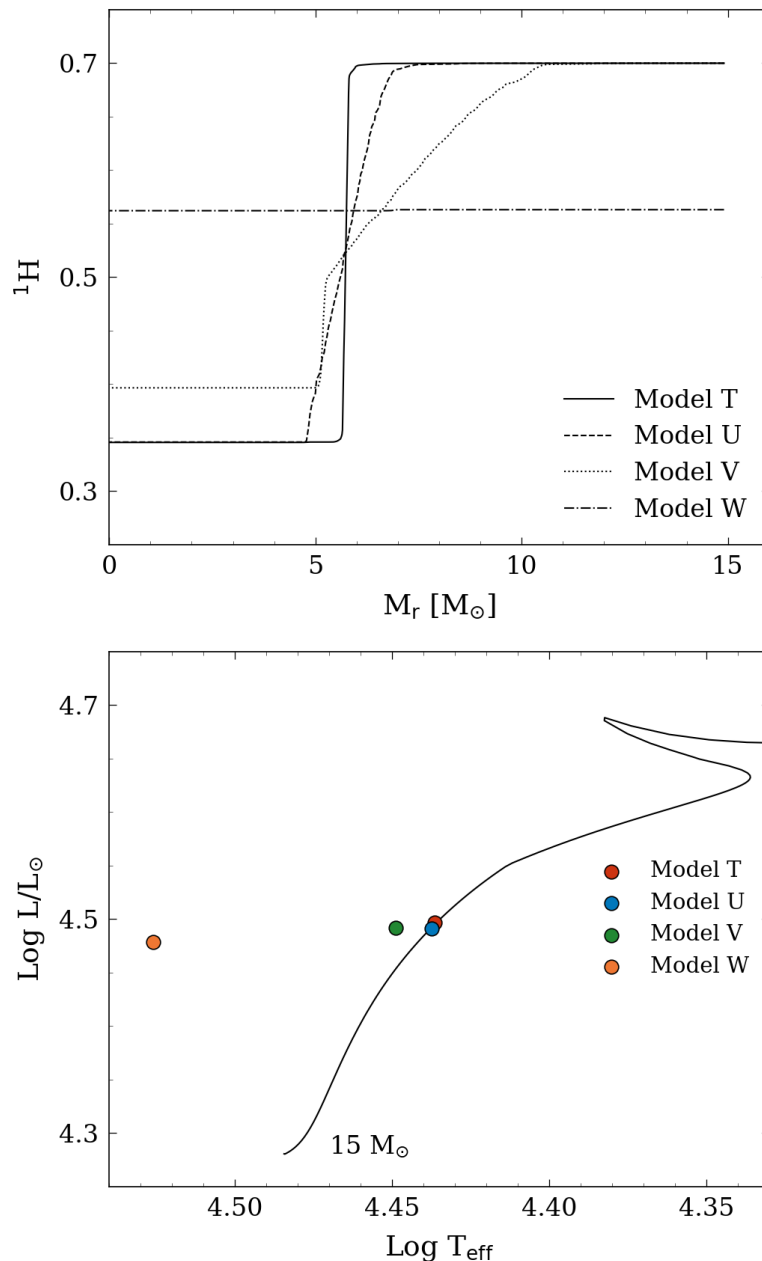 0.7
0.5
0.3
¹H
Model T
Model U
Model V
Model W
0
5
10
15
Mᵣ [M⊙]
4.7
4.5
4.3
Log L/L⊙
Model T
Model U
Model V
Model W
15 M⊙
4.50
4.45
4.40
4.35
Log Teff